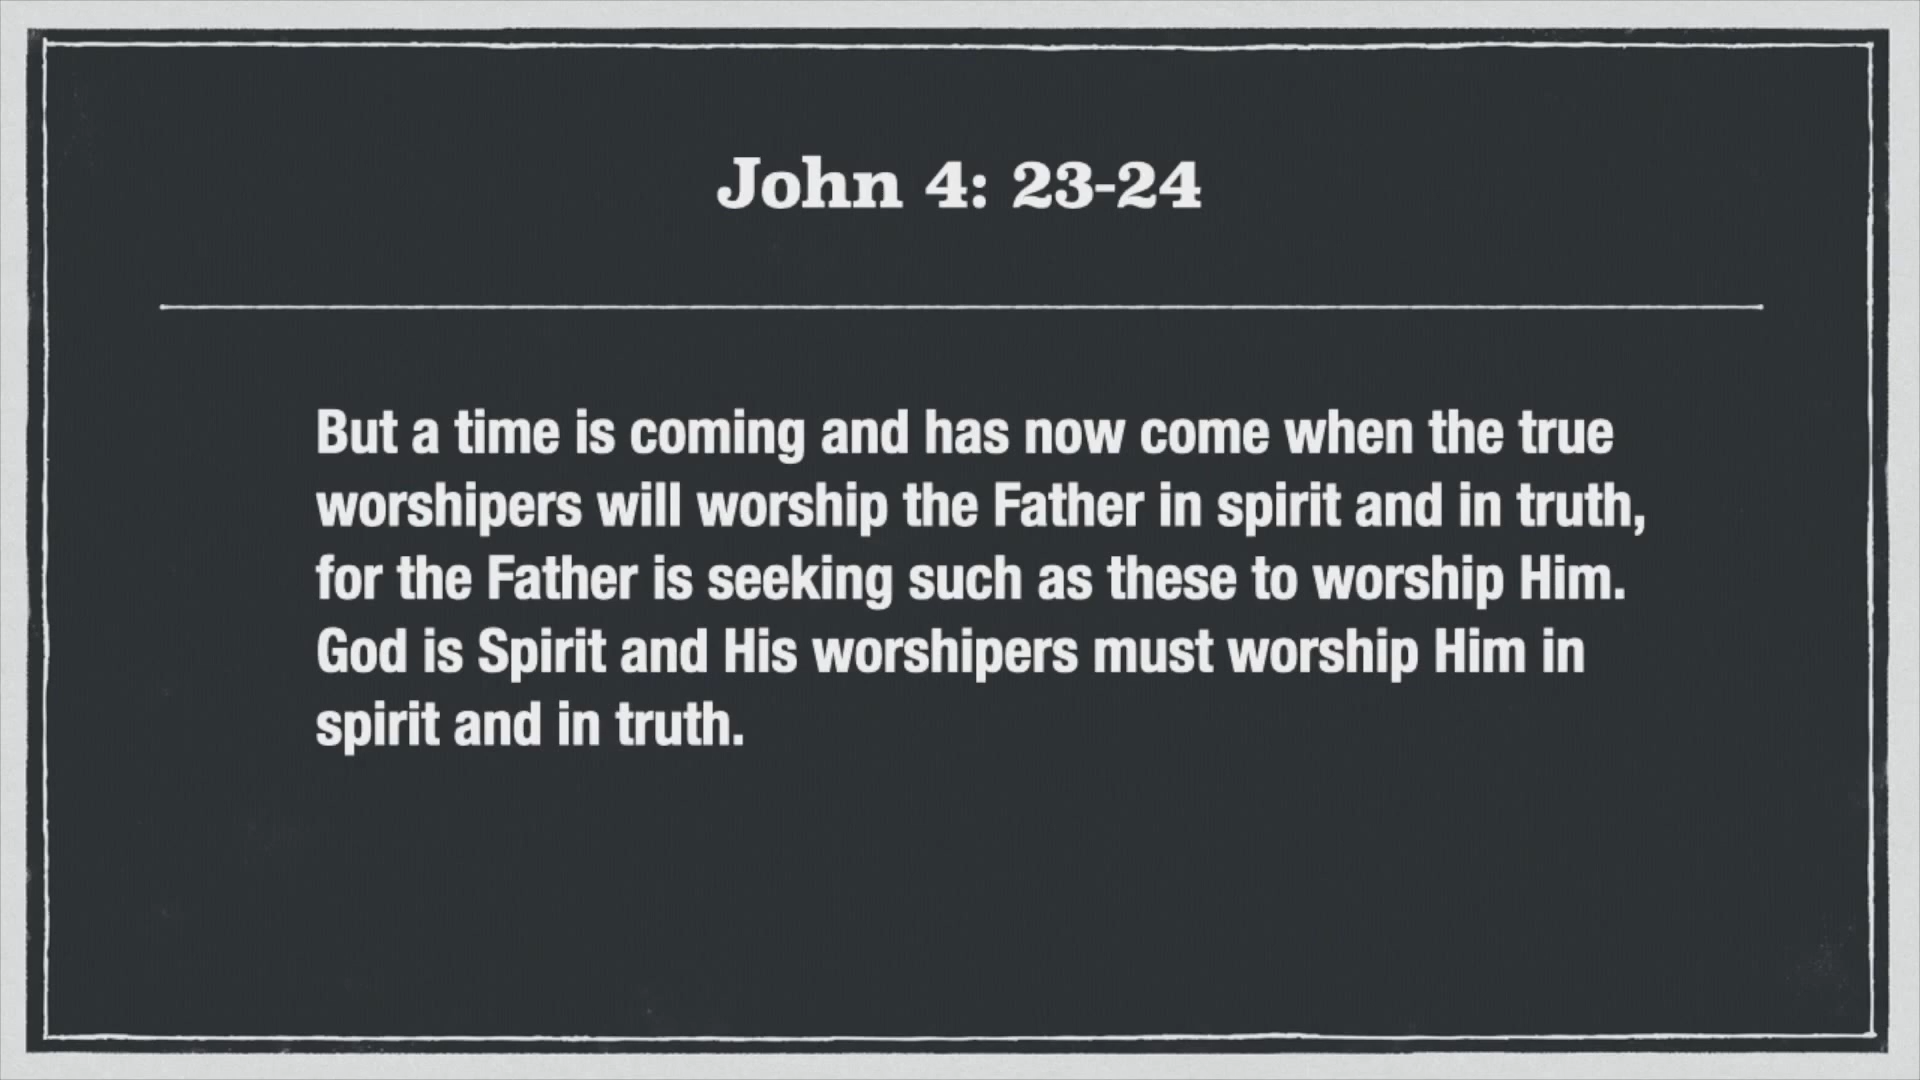 John 4: 23-24
But a time is coming and has now come when the true
worshipers will worship the Father in spirit and in truth,
for the Father is seeking such as these to worship Him.
God is Spirit and His worshipers must worship Him in
spirit and in truth.